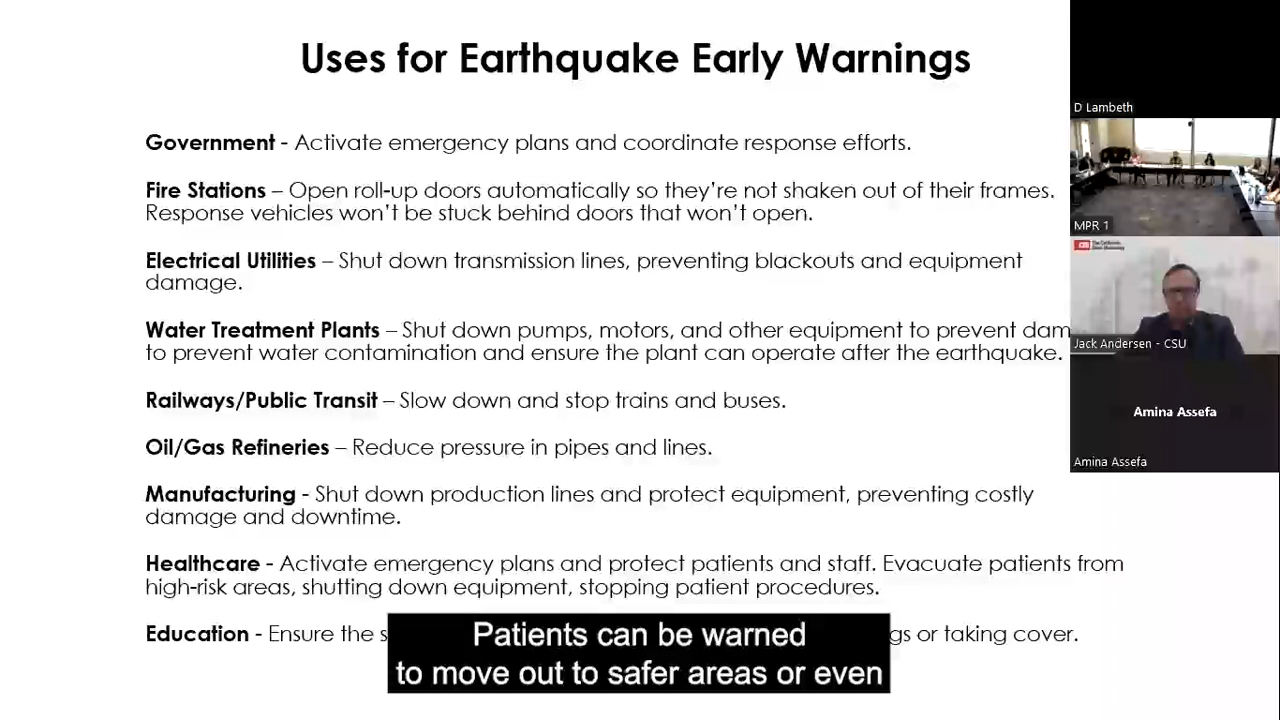 Uses for Earthquake Early Warnings
Government - Activate emergency plans and coordinate response efforts.
Fire Stations – Open roll-up doors automatically so they're not shaken out of their frames.
Response vehicles won't be stuck behind doors that won't open.
Electrical Utilities – Shut down transmission lines, preventing blackouts and equipment
damage.
Water Treatment Plants – Shut down pumps, motors, and other equipment to prevent dam
to prevent water contamination and ensure the plant can operate after the earthquake.
Railways/Public Transit – Slow down and stop trains and buses.
Oil/Gas Refineries – Reduce pressure in pipes and lines.
Manufacturing - Shut down production lines and protect equipment, preventing costly
damage and downtime.
Healthcare - Activate emergency plans and protect patients and staff. Evacuate patients from
high-risk areas, shutting down equipment, stopping patient procedures.
Education - Ensure the s
gs or taking cover.
Patients can be warned
to move out to safer areas or even
D Lambeth
MPR 1
Jack Andersen - CSU
Amina Assefa
Amina Assefa